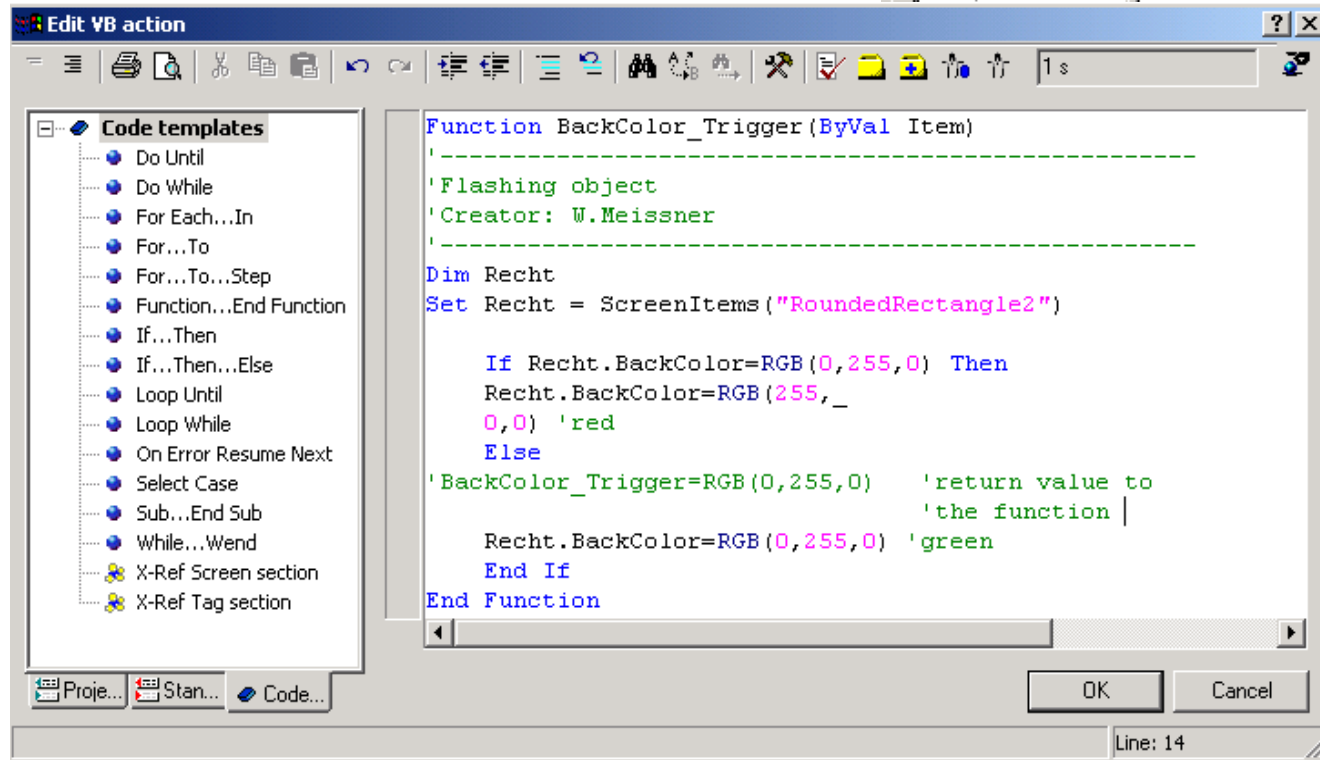 Edit VB action
1 s
Code templates
Do Until
Do While
For Each...In
For...To
For...To...Step
Function...End Function
If...Then
If...Then...Else
Loop Until
Loop While
On Error Resume Next
Select Case
Sub...End Sub
While...Wend
X-Ref Screen section
X-Ref Tag section
Proje...
Stan...
Code...
Function BackColor_Trigger(ByVal Item)
'----------------------------------------------------
'Flashing object
'Creator: W.Meissner
'----------------------------------------------------
Dim Recht
Set Recht = ScreenItems("RoundedRectangle2")
If Recht.BackColor=RGB(0,255,0) Then
Recht.BackColor=RGB(255,_
0,0) 'red
Else
'BackColor_Trigger=RGB(0,255,0) 'return value to
'the function
Recht.BackColor=RGB(0,255,0) 'green
End If
End Function
OK
Cancel
Line: 14